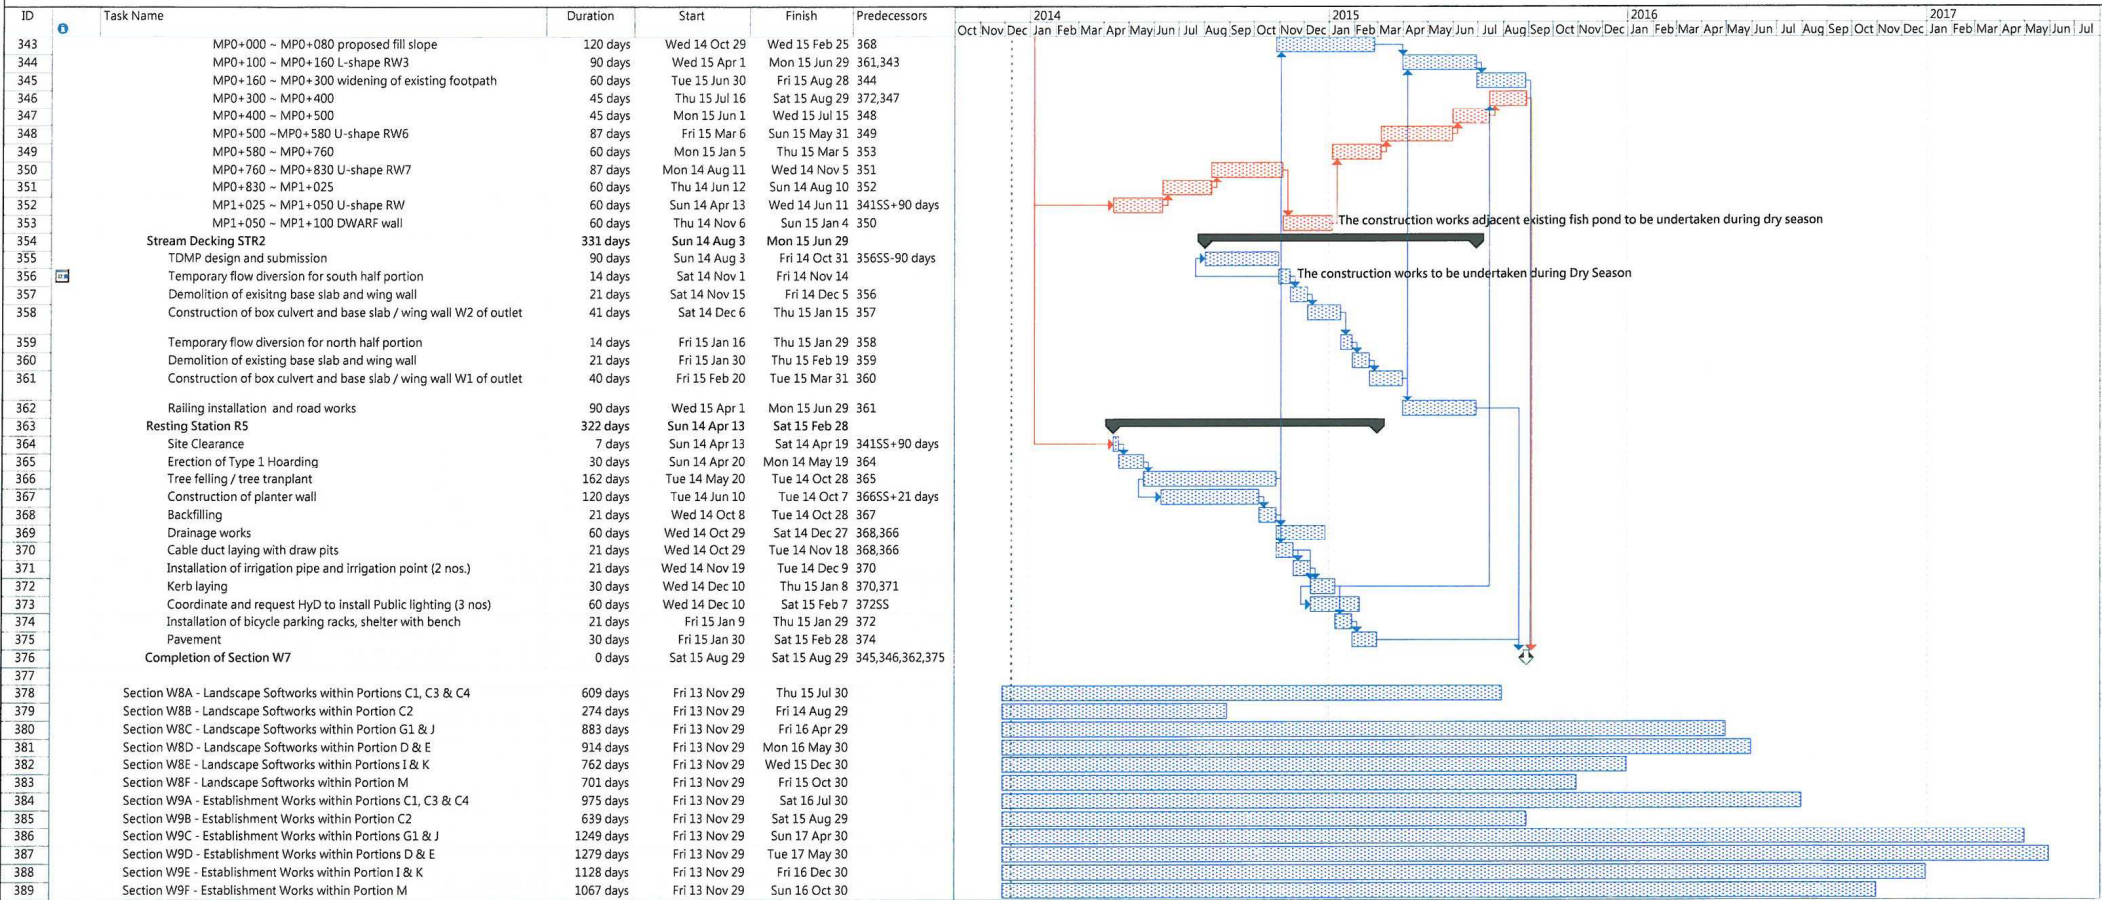 ID Task Name Duration Start Finish Predecessors
2014 2015 2016 2017
Oct Nov Dec Jan Feb Mar Apr May Jun Jul Aug Sep Oct Nov Dec Jan Feb Mar Apr May Jun Jul Aug Sep Oct Nov Dec Jan Feb Mar Apr May Jun Jul Aug Sep Oct Nov Dec Jan Feb Mar Apr May Jun Jul
343 MP0+000 ~ MP0+080 proposed fill slope 120 days Wed 14 Oct 29 Wed 15 Feb 25 368
344 MP0+100 ~ MP0+160 L-shape RW3 90 days Wed 15 Apr 1 Mon 15 Jun 29 361,343
345 MP0+160 ~ MP0+300 widening of existing footpath 60 days Tue 15 Jun 30 Fri 15 Aug 28 344
346 MP0+300 ~ MP0+400 45 days Thu 15 Jul 16 Sat 15 Aug 29 372,347
347 MP0+400 ~ MP0+500 45 days Mon 15 Jun 1 Wed 15 Jul 15 348
348 MP0+500 ~MP0+580 U-shape RW6 87 days Fri 15 Mar 6 Sun 15 May 31 349
349 MP0+580 ~ MP0+760 60 days Mon 15 Jan 5 Thu 15 Mar 5 353
350 MP0+760 ~ MP0+830 U-shape RW7 87 days Mon 14 Aug 11 Wed 14 Nov 5 351
351 MP0+830 ~ MP1+025 60 days Thu 14 Jun 12 Sun 14 Aug 10 352
352 MP1+025 ~ MP1+050 U-shape RW 60 days Sun 14 Apr 13 Wed 14 Jun 11 341SS+90 days
353 MP1+050 ~ MP1+100 DWARF wall 60 days Thu 14 Nov 6 Sun 15 Jan 4 350 The construction works adjacent existing fish pond to be undertaken during dry season
354 Stream Decking STR2 331 days Sun 14 Aug 3 Mon 15 Jun 29
355 TDMP design and submission 90 days Sun 14 Aug 3 Fri 14 Oct 31 356SS-90 days
356 Temporary flow diversion for south half portion 14 days Sat 14 Nov 1 Fri 14 Nov 14 The construction works to be undertaken during Dry Season
357 Demolition of exisitng base slab and wing wall 21 days Sat 14 Nov 15 Fri 14 Dec 5 356
358 Construction of box culvert and base slab / wing wall W2 of outlet 41 days Sat 14 Dec 6 Thu 15 Jan 15 357
359 Temporary flow diversion for north half portion 14 days Fri 15 Jan 16 Thu 15 Jan 29 358
360 Demolition of existing base slab and wing wall 21 days Fri 15 Jan 30 Thu 15 Feb 19 359
361 Construction of box culvert and base slab / wing wall W1 of outlet 40 days Fri 15 Feb 20 Tue 15 Mar 31 360
362 Railing installation and road works 90 days Wed 15 Apr 1 Mon 15 Jun 29 361
363 Resting Station R5 322 days Sun 14 Apr 13 Sat 15 Feb 28
364 Site Clearance 7 days Sun 14 Apr 13 Sat 14 Apr 19 341SS+90 days
365 Erection of Type 1 Hoarding 30 days Sun 14 Apr 20 Mon 14 May 19 364
366 Tree felling / tree tranplant 162 days Tue 14 May 20 Tue 14 Oct 28 365
367 Construction of planter wall 120 days Tue 14 Jun 10 Tue 14 Oct 7 366SS+21 days
368 Backfilling 21 days Wed 14 Oct 8 Tue 14 Oct 28 367
369 Drainage works 60 days Wed 14 Oct 29 Sat 14 Dec 27 368,366
370 Cable duct laying with draw pits 21 days Wed 14 Oct 29 Tue 14 Nov 18 368,366
371 Installation of irrigation pipe and irrigation point (2 nos.) 21 days Wed 14 Nov 19 Tue 14 Dec 9 370
372 Kerb laying 30 days Wed 14 Dec 10 Thu 15 Jan 8 370,371
373 Coordinate and request HyD to install Public lighting (3 nos) 60 days Wed 14 Dec 10 Sat 15 Feb 7 372SS
374 Installation of bicycle parking racks, shelter with bench 21 days Fri 15 Jan 9 Thu 15 Jan 29 372
375 Pavement 30 days Fri 15 Jan 30 Sat 15 Feb 28 374
376 Completion of Section W7 0 days Sat 15 Aug 29 Sat 15 Aug 29 345,346,362,375
377
378 Section W8A - Landscape Softworks within Portions C1, C3 & C4 609 days Fri 13 Nov 29 Thu 15 Jul 30
379 Section W8B - Landscape Softworks within Portion C2 274 days Fri 13 Nov 29 Fri 14 Aug 29
380 Section W8C - Landscape Softworks within Portion G1 & J 883 days Fri 13 Nov 29 Fri 16 Apr 29
381 Section W8D - Landscape Softworks within Portion D & E 914 days Fri 13 Nov 29 Mon 16 May 30
382 Section W8E - Landscape Softworks within Portions I & K 762 days Fri 13 Nov 29 Wed 15 Dec 30
383 Section W8F - Landscape Softworks within Portion M 701 days Fri 13 Nov 29 Fri 15 Oct 30
384 Section W9A - Establishment Works within Portions C1, C3 & C4 975 days Fri 13 Nov 29 Sat 16 Jul 30
385 Section W9B - Establishment Works within Portion C2 639 days Fri 13 Nov 29 Sat 15 Aug 29
386 Section W9C - Establishment Works within Portions G1 & J 1249 days Fri 13 Nov 29 Sun 17 Apr 30
387 Section W9D - Establishment Works within Portions D & E 1279 days Fri 13 Nov 29 Tue 17 May 30
388 Section W9E - Establishment Works within Portion I & K 1128 days Fri 13 Nov 29 Fri 16 Dec 30
389 Section W9F - Establishment Works within Portion M 1067 days Fri 13 Nov 29 Sun 16 Oct 30